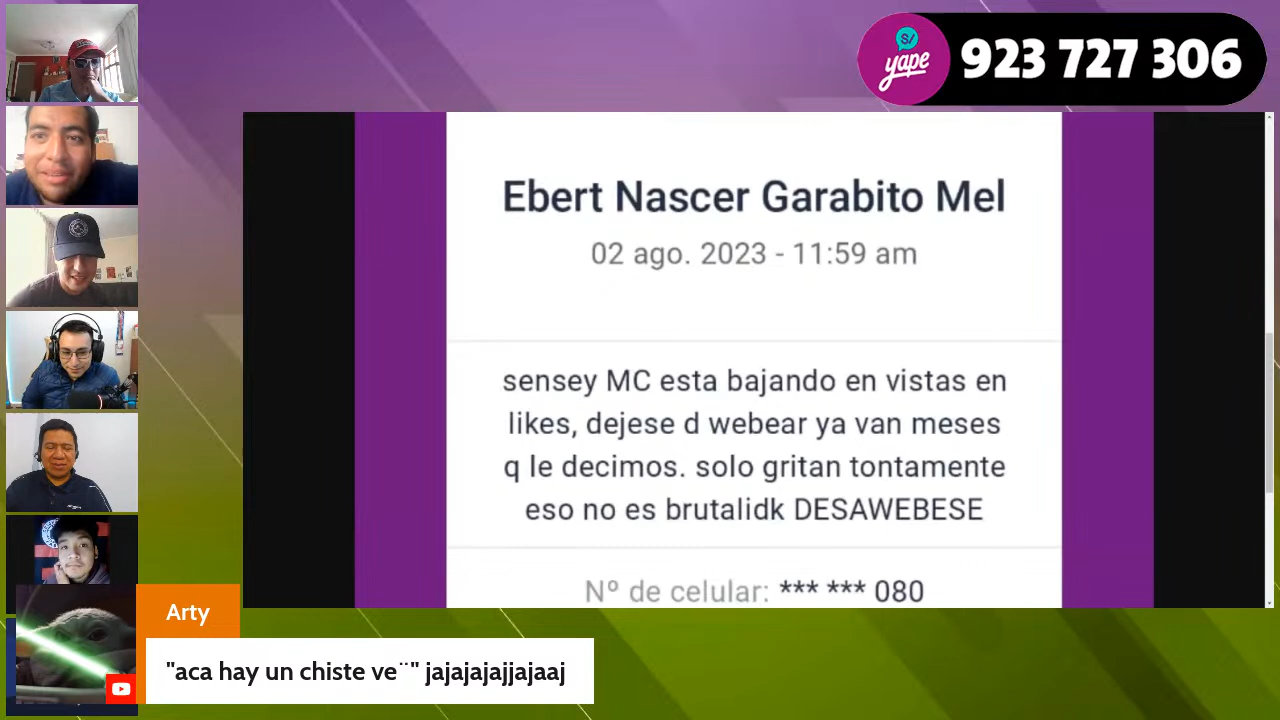 S/
yape
923 727 306
Ebert Nascer Garabito Mel
02 ago. 2023 - 11:59 am
sensey MC esta bajando en vistas en
likes, dejese d webear ya van meses
q le decimos. solo gritan tontamente
eso no es brutalidk DESAWEBESE
Nº de celular: *** *** 080
Arty
"aca hay un chiste ve¨" jajajajajjajaaj